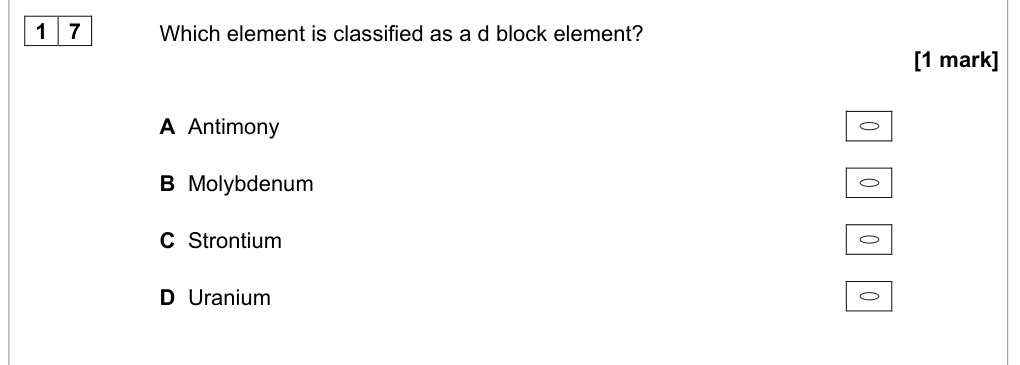 1 7 Which element is classified as a d block element?
[1 mark]
A Antimony
B Molybdenum
C Strontium
D Uranium